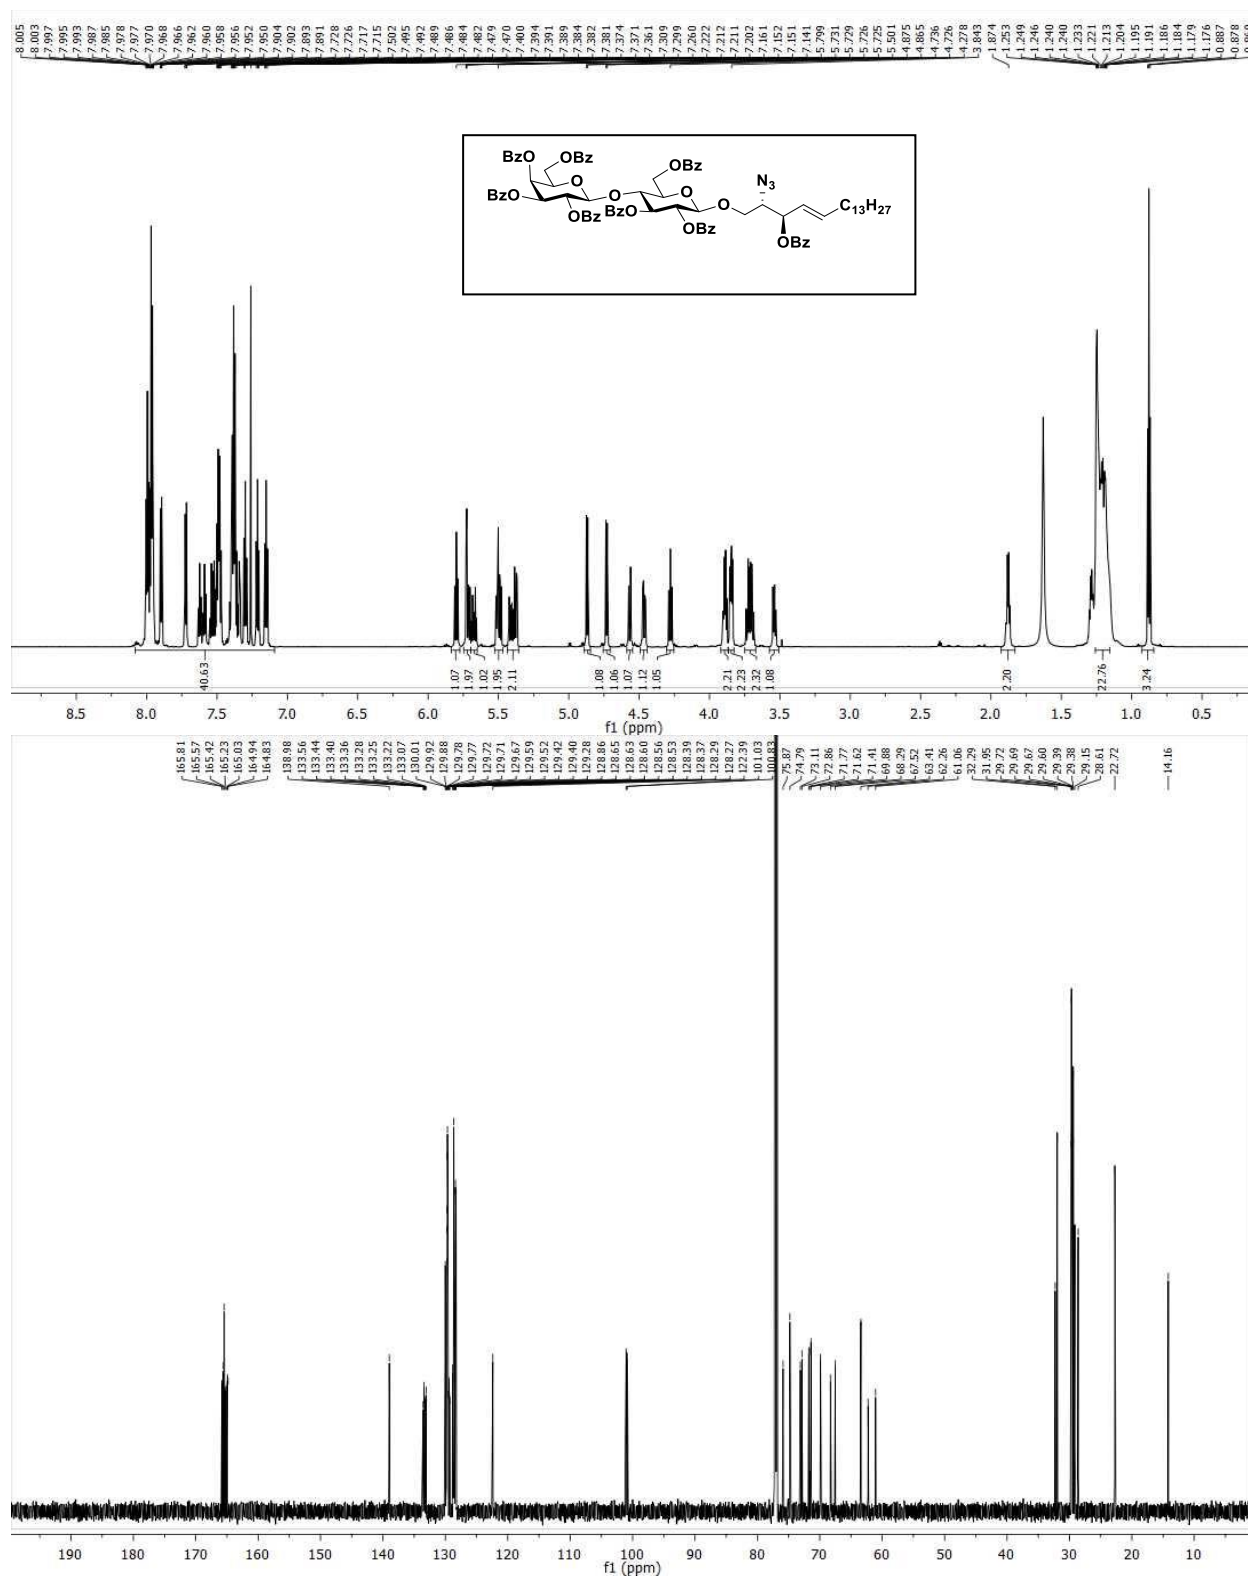 8.005 8.003 7.997 7.995 7.993 7.987 7.985 7.978 7.977 7.970 7.968 7.966 7.962 7.960 7.958 7.956 7.952 7.950 7.904 7.902 7.893 7.891 7.728 7.726 7.717 7.715 7.502 7.495 7.492 7.489 7.486 7.484 7.482 7.479 7.470 7.400 7.394 7.391 7.389 7.384 7.382 7.381 7.374 7.371 7.361 7.309 7.299 7.260 7.222 7.212 7.211 7.202 7.161 7.152 7.151 7.141 5.799 5.731 5.729 5.726 5.725 5.501 4.875 4.865 4.736 4.726 4.278 3.843 1.874 1.253 1.249 1.246 1.240 1.240 1.233 1.221 1.213 1.204 1.195 1.191 1.186 1.184 1.179 1.176 0.887 0.878
BzO OBz
OBz
N3
BzO O O O O C13H27
OBz BzO OBz
OBz
40.63 1.07 1.97 1.02 1.95 2.11 1.08 1.06 1.07 1.12 1.05 2.21 2.23 2.32 1.08 2.20 22.76 3.24
8.5 8.0 7.5 7.0 6.5 6.0 5.5 5.0 4.5 4.0 3.5 3.0 2.5 2.0 1.5 1.0 0.5
f1 (ppm)
165.81 165.57 165.42 165.23 165.03 164.94 164.83 138.98 133.56 133.44 133.40 133.36 133.28 133.25 133.22 133.07 130.01 129.92 129.88 129.78 129.77 129.72 129.71 129.67 129.59 129.52 129.42 129.40 129.28 128.86 128.65 128.63 128.60 128.56 128.53 128.39 128.37 128.29 128.27 122.39 101.03 100.83 75.87 74.79 73.11 72.86 71.77 71.62 71.41 69.88 68.29 67.52 63.41 62.26 61.06 32.29 31.95 29.72 29.69 29.67 29.60 29.39 29.38 29.15 28.61 22.72 14.16
190 180 170 160 150 140 130 120 110 100 90 80 70 60 50 40 30 20 10
f1 (ppm)